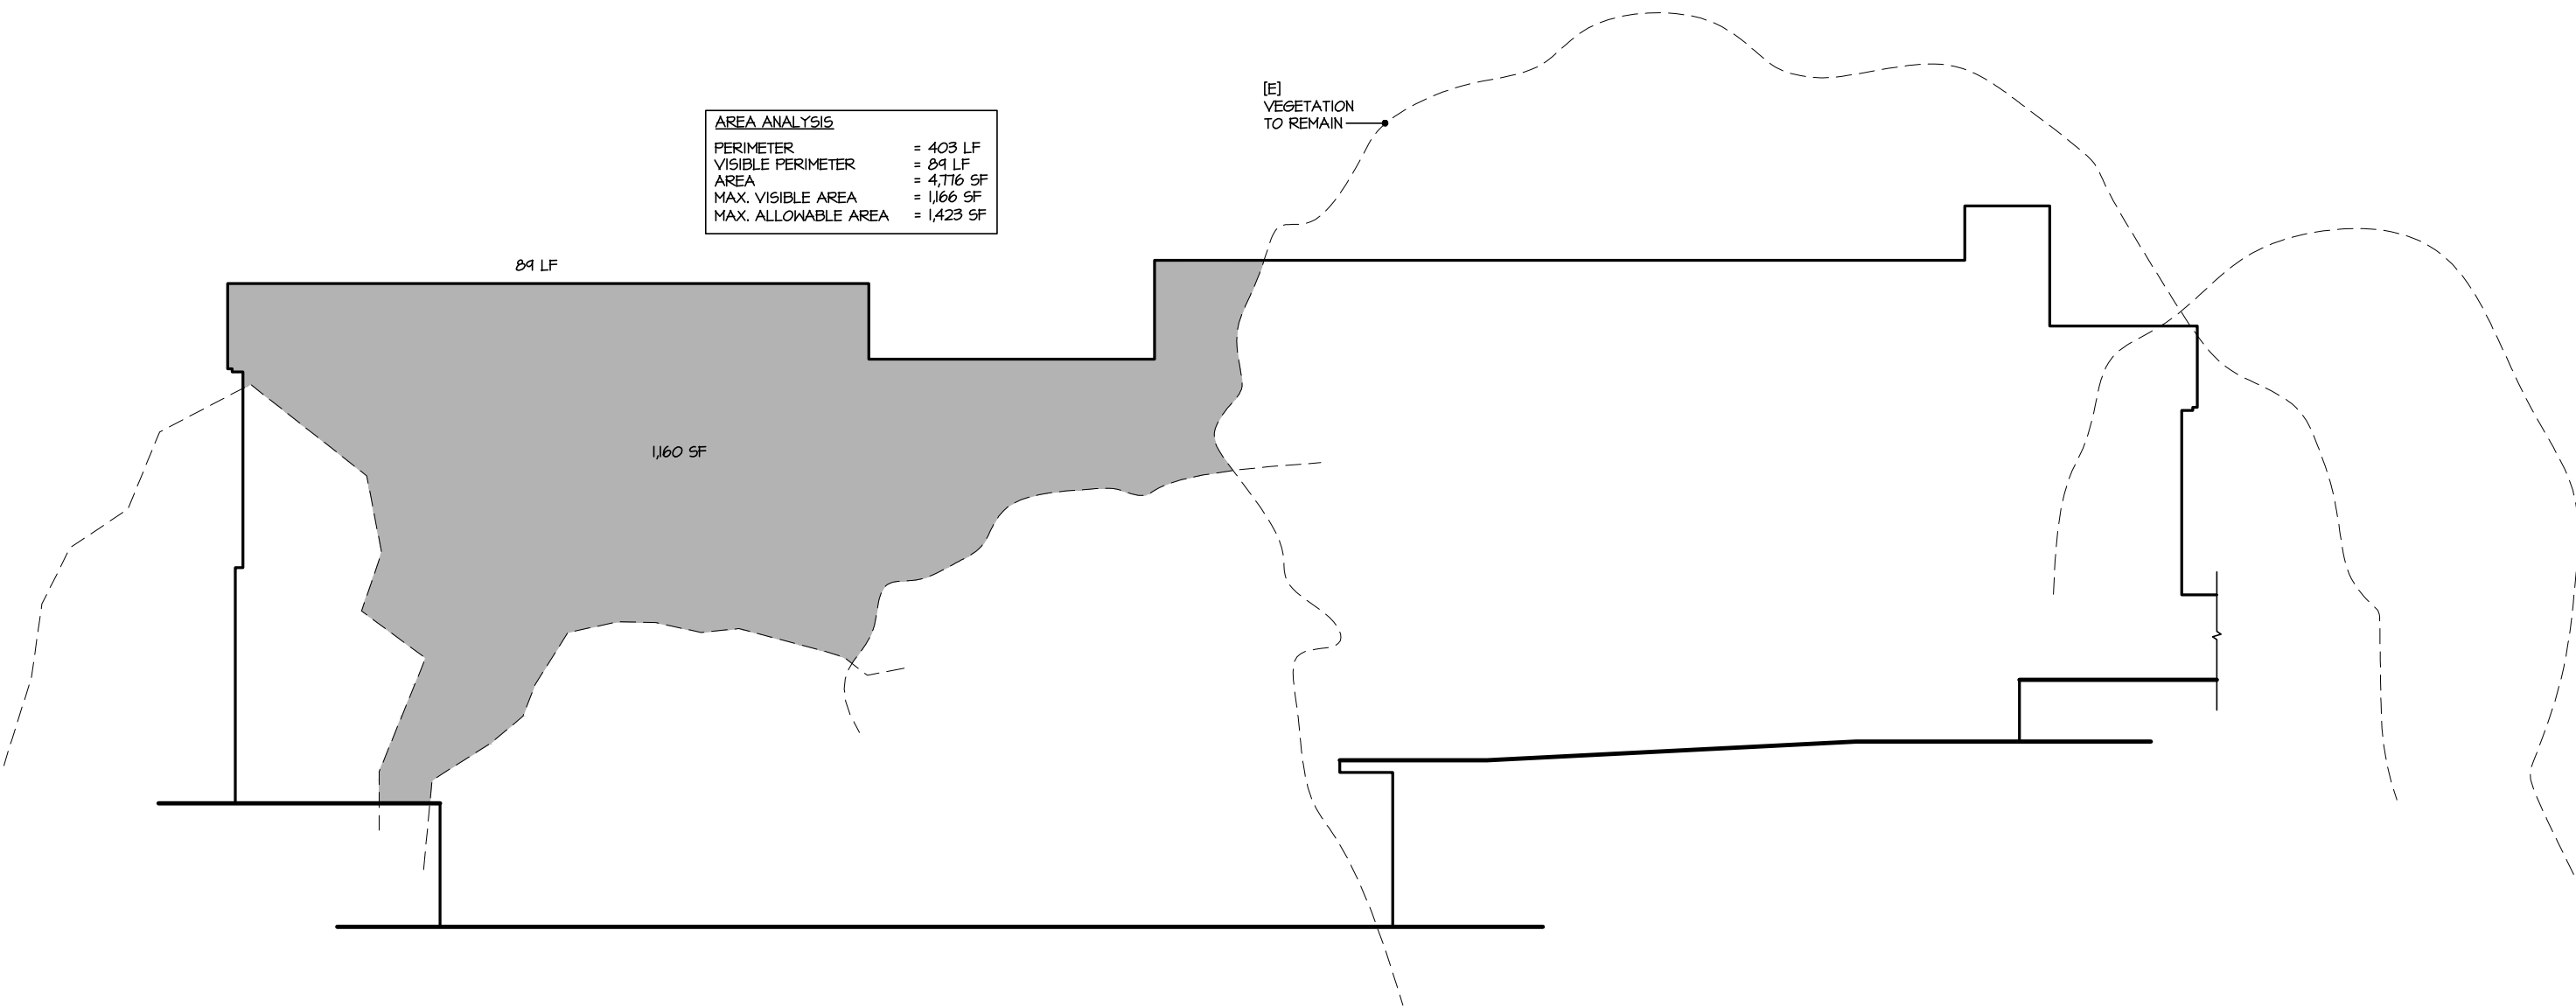 [E]
VEGETATION
TO REMAIN
AREA ANALYSIS
PERIMETER = 403 LF
VISIBLE PERIMETER = 89 LF
AREA = 4,776 SF
MAX. VISIBLE AREA = 1,166 SF
MAX. ALLOWABLE AREA = 1,423 SF
89 LF
1,160 SF